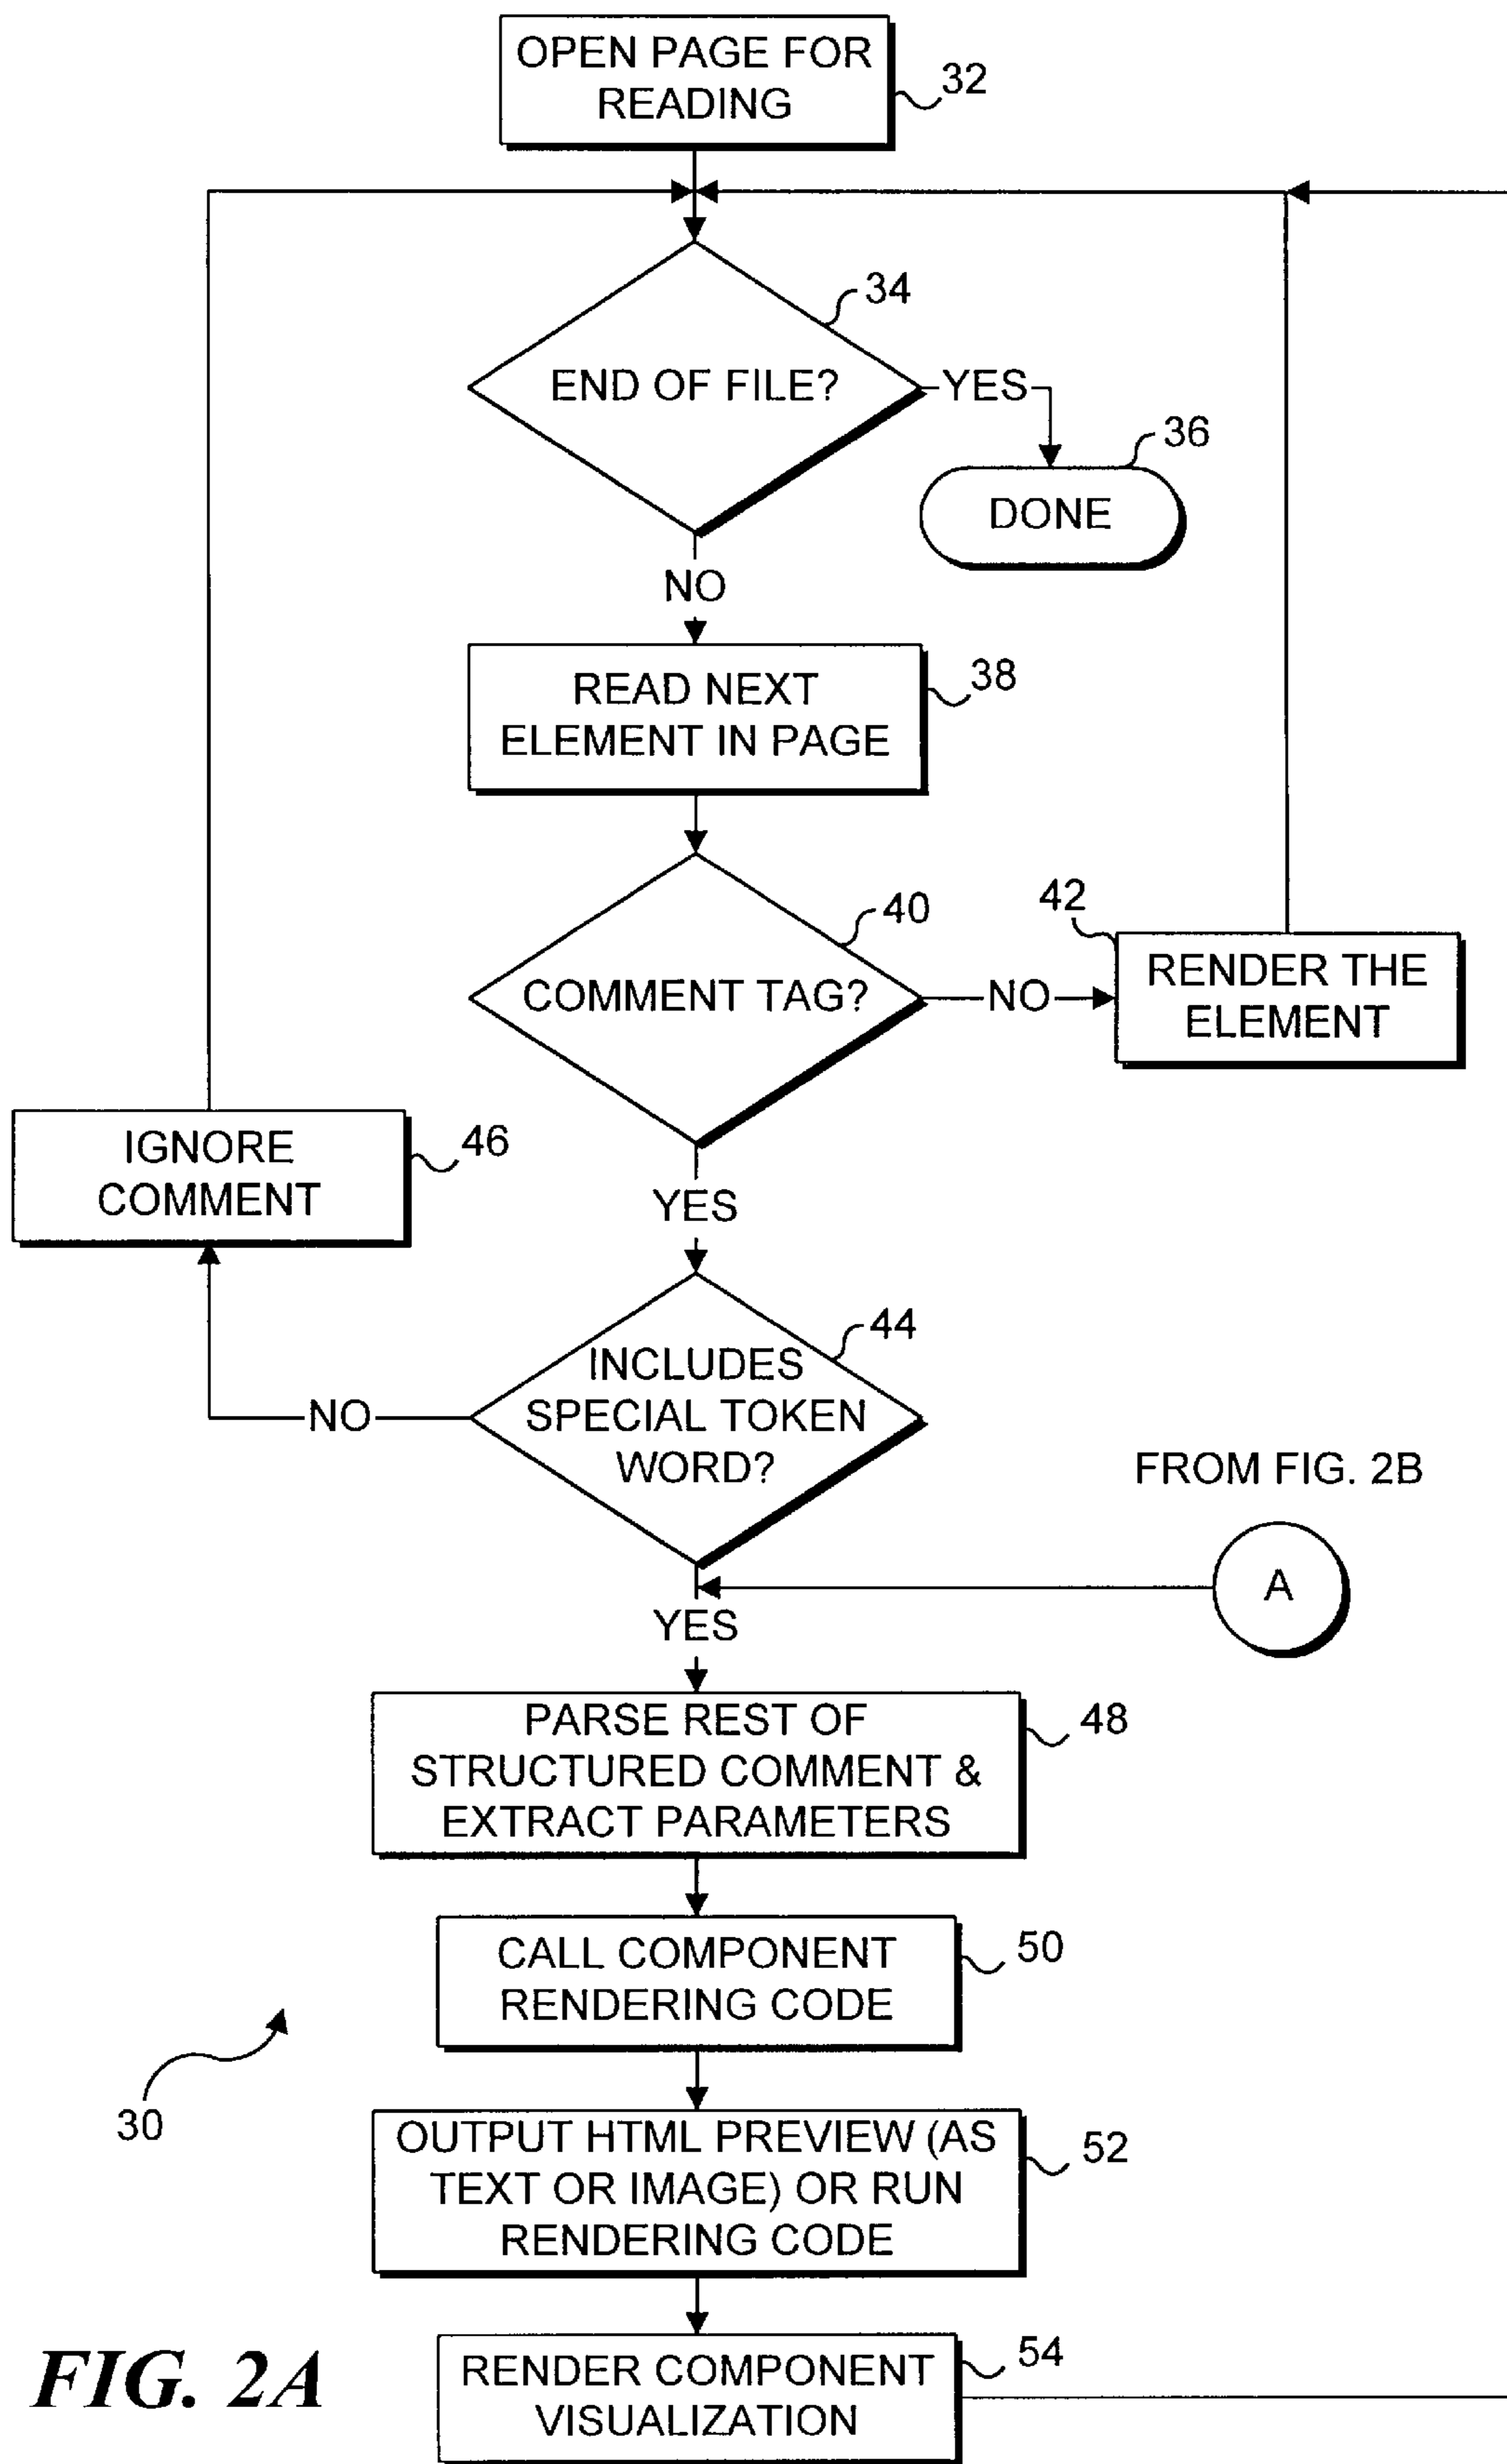 OPEN PAGE FOR
READING
32
34
END OF FILE?
YES
36
DONE
NO
READ NEXT
ELEMENT IN PAGE
38
40
COMMENT TAG?
NO
42
RENDER THE
ELEMENT
IGNORE
COMMENT
46
YES
44
INCLUDES
SPECIAL TOKEN
WORD?
NO
FROM FIG. 2B
A
YES
PARSE REST OF
STRUCTURED COMMENT &
EXTRACT PARAMETERS
48
CALL COMPONENT
RENDERING CODE
50
30
OUTPUT HTML PREVIEW (AS
TEXT OR IMAGE) OR RUN
RENDERING CODE
52
RENDER COMPONENT
VISUALIZATION
54
FIG. 2A